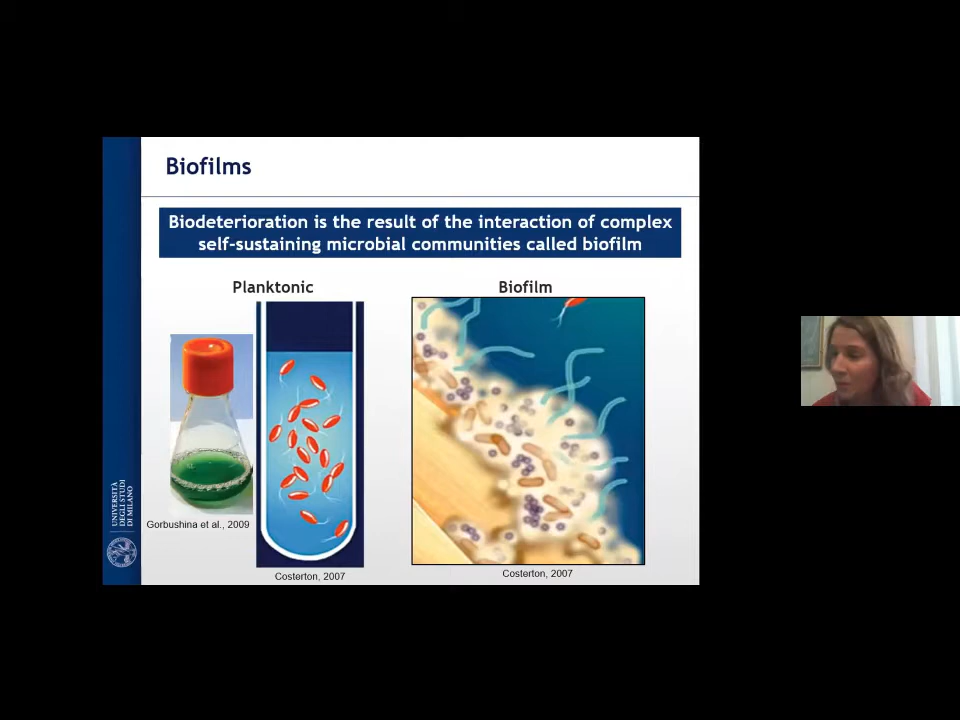 Biofilms
Biodeterioration is the result of the interaction of complex
self-sustaining microbial communities called biofilm
Planktonic
Biofilm
Gorbushina et al., 2009
Costerton, 2007
Costerton, 2007
UNIVERSITÀ
DEGLI STUDI
DI MILANO